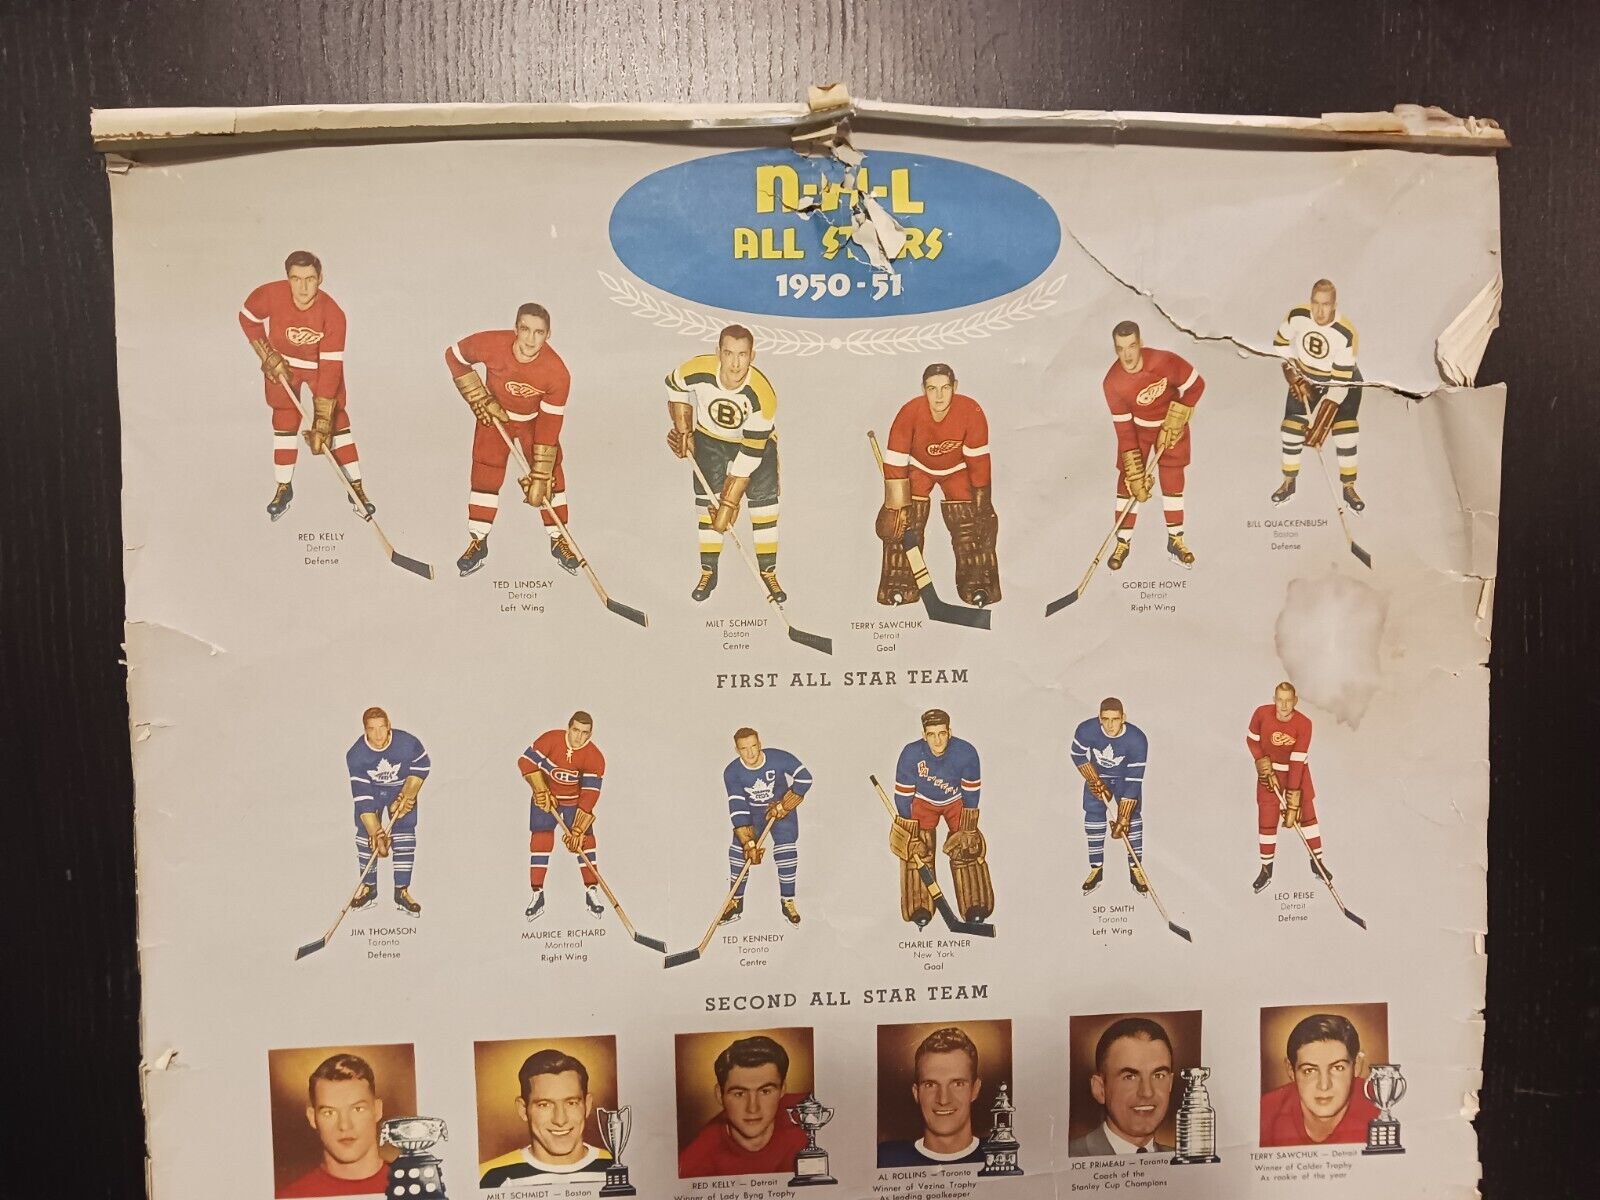 N-H-L
ALL STARS
1950-51
RED KELLY
Detroit
Defense
TED LINDSAY
Detroit
Left Wing
MILT SCHMIDT
Boston
Centre
TERRY SAWCHUK
Detroit
Goal
GORDIE HOWE
Detroit
Right Wing
BILL QUACKENBUSH
Boston
Defense
B
B
FIRST ALL STAR TEAM
JIM THOMSON
Toronto
Defense
MAURICE RICHARD
Montreal
Right Wing
TED KENNEDY
Toronto
Centre
CHARLIE RAYNER
New York
Goal
SID SMITH
Toronto
Left Wing
LEO REISE
Detroit
Defense
C
RANGERS
SECOND ALL STAR TEAM
MILT SCHMIDT — Boston
RED KELLY — Detroit
Winner of Lady Byng Trophy
AL ROLLINS — Toronto
Winner of Vezina Trophy
As leading goalkeeper
JOE PRIMEAU — Toronto
Coach of the
Stanley Cup Champions
TERRY SAWCHUK — Detroit
Winner of Calder Trophy
As rookie of the year